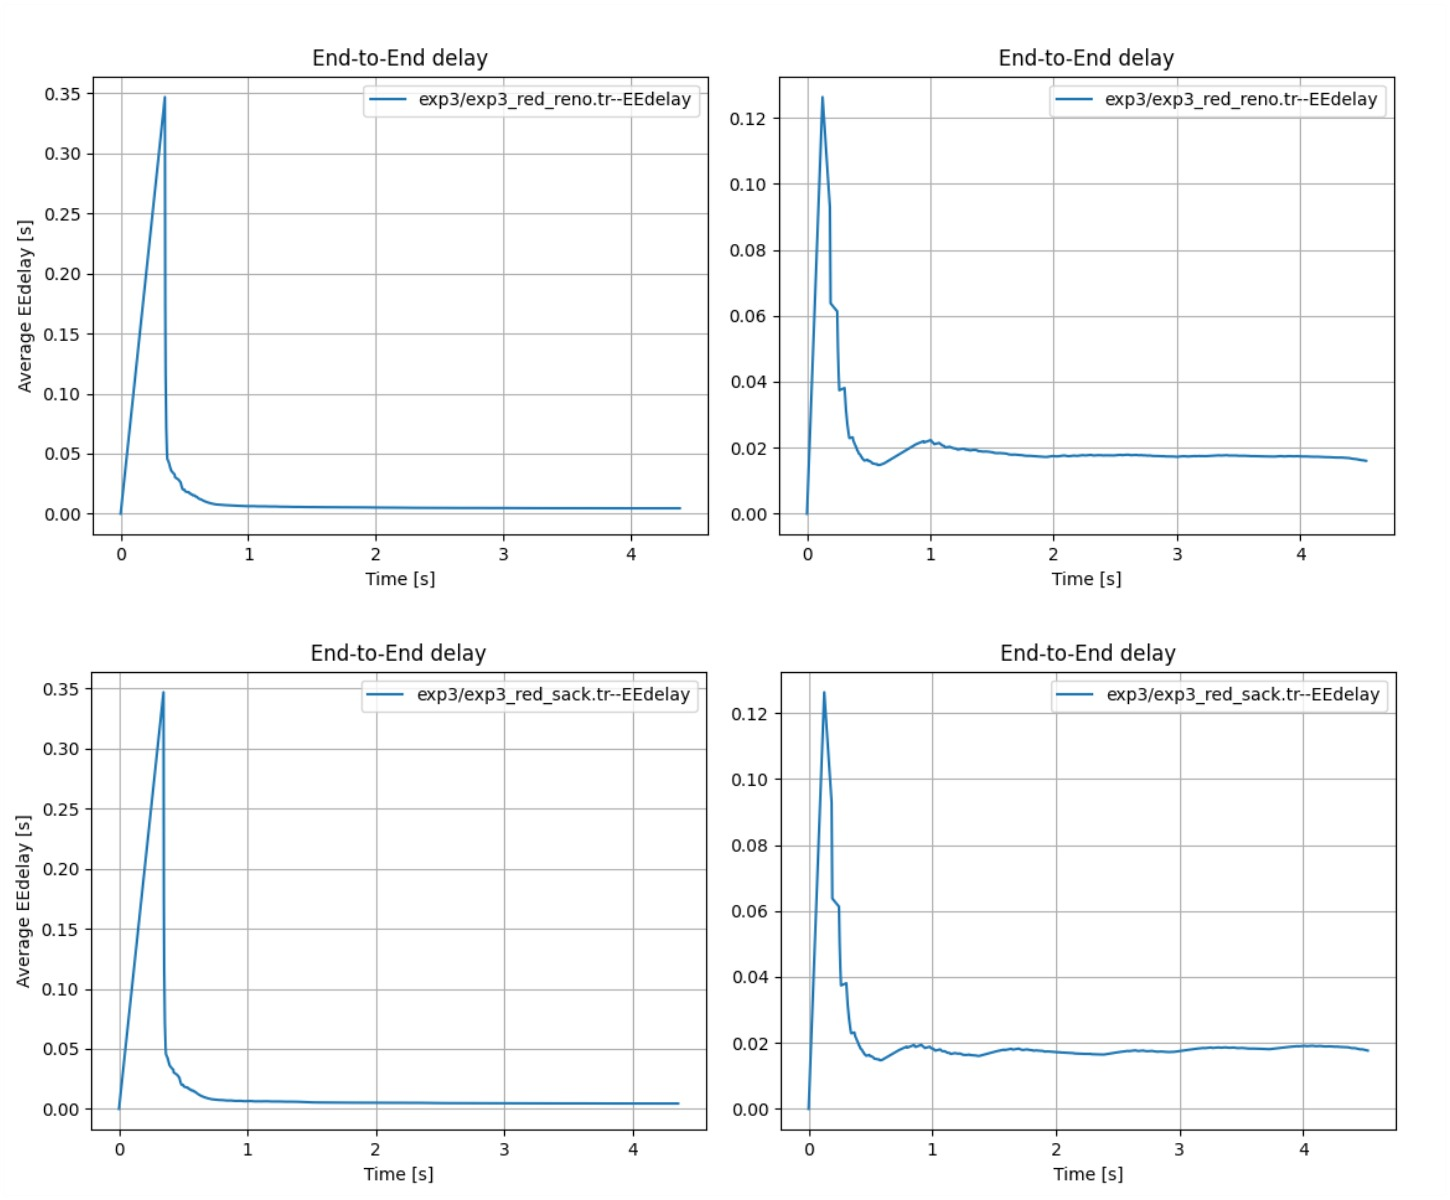 End-to-End delay
exp3/exp3_red_reno.tr--EEdelay
Average EEdelay [s]
0.35
0.30
0.25
0.20
0.15
0.10
0.05
0.00
0 1 2 3 4
Time [s]
End-to-End delay
exp3/exp3_red_reno.tr--EEdelay
0.12
0.10
0.08
0.06
0.04
0.02
0.00
0 1 2 3 4
Time [s]
End-to-End delay
exp3/exp3_red_sack.tr--EEdelay
Average EEdelay [s]
0.35
0.30
0.25
0.20
0.15
0.10
0.05
0.00
0 1 2 3 4
Time [s]
End-to-End delay
exp3/exp3_red_sack.tr--EEdelay
0.12
0.10
0.08
0.06
0.04
0.02
0.00
0 1 2 3 4
Time [s]